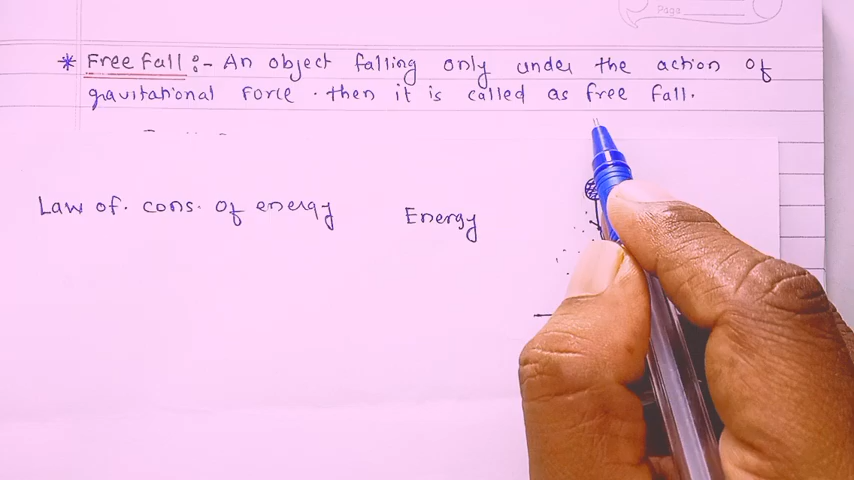 Page
* Free Fall :- An object falling only under the action of
gravitational Force . then it is called as free fall.
Law of. cons. of energy
Energy